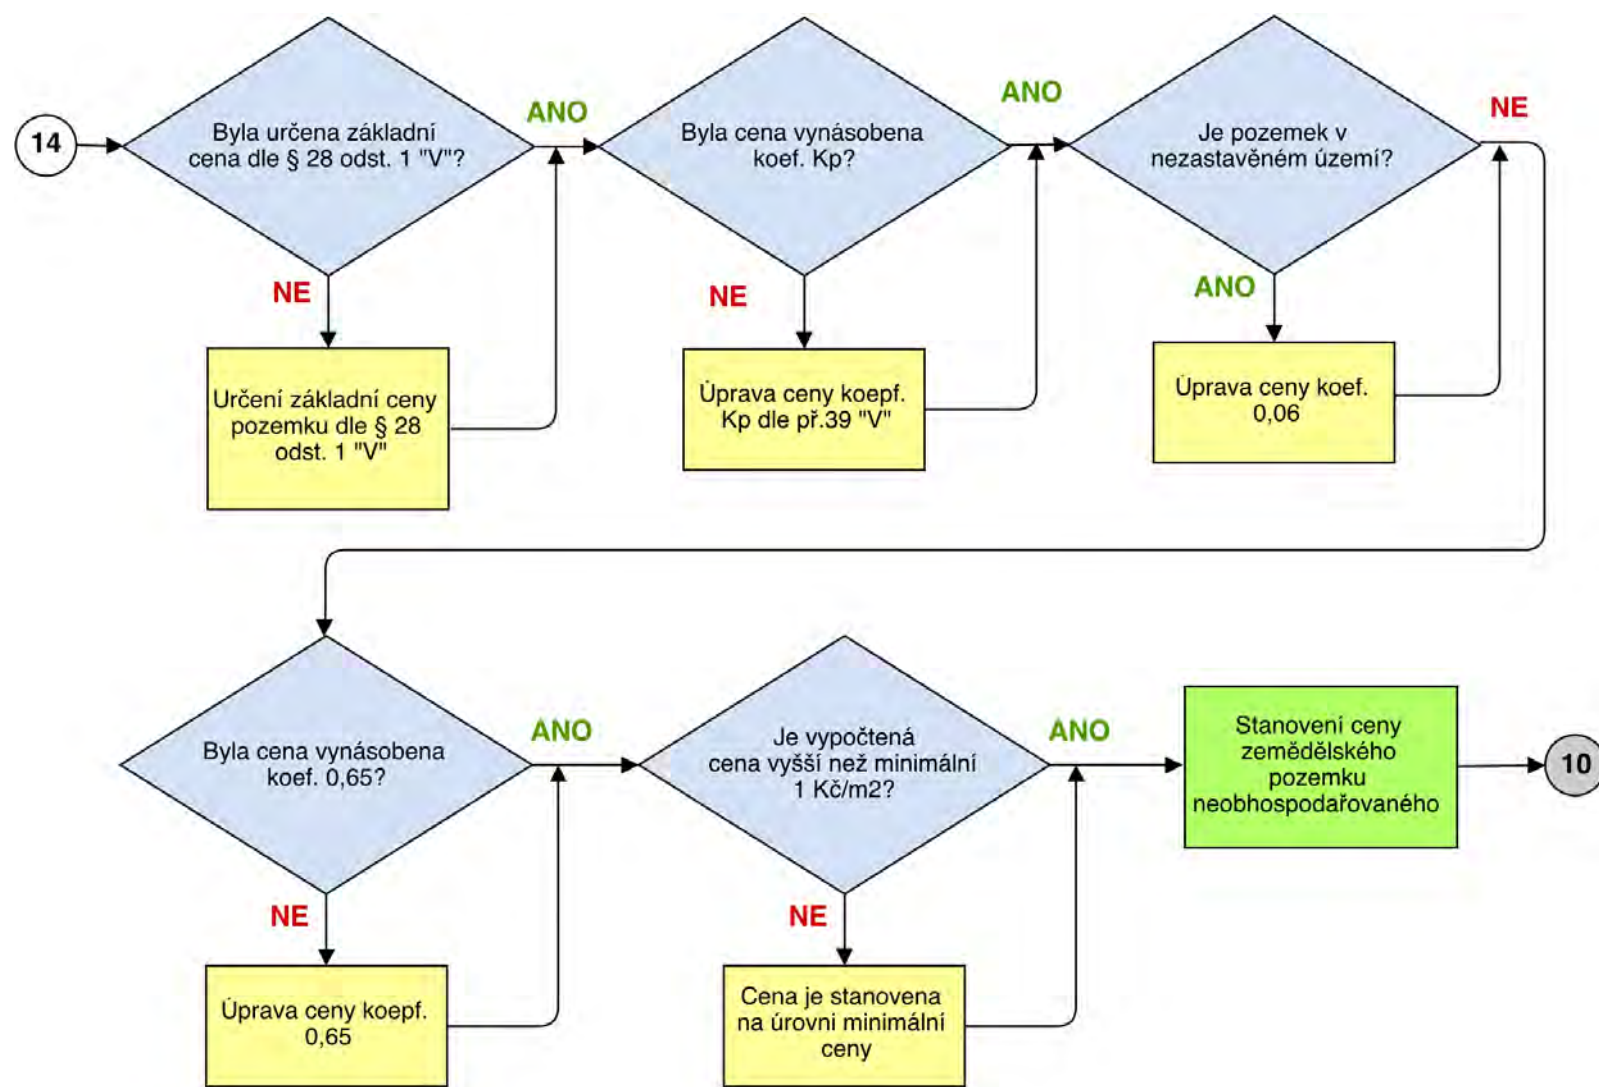 14
Byla určena základní
cena dle § 28 odst. 1 "V"?
ANO
NE
Určení základní ceny
pozemku dle § 28
odst. 1 "V"
Byla cena vynásobena
koef. Kp?
ANO
NE
Úprava ceny koepf.
Kp dle př.39 "V"
Je pozemek v
nezastavěném území?
NE
ANO
Úprava ceny koef.
0,06
Byla cena vynásobena
koef. 0,65?
ANO
NE
Úprava ceny koepf.
0,65
Je vypočtená
cena vyšší než minimální
1 Kč/m2?
ANO
NE
Cena je stanovena
na úrovni minimální
ceny
Stanovení ceny
zemědělského
pozemku
neobhospodařovaného
10